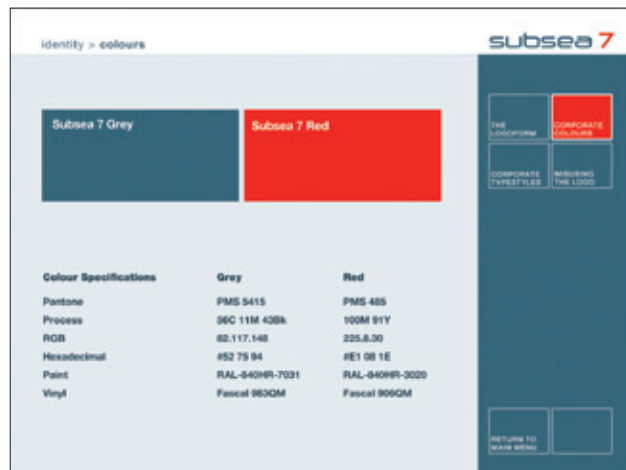 identity > colours
subsea 7
Subsea 7 Grey
Subsea 7 Red
THE LOGOFORM
CORPORATE COLOURS
CORPORATE TYPESTYLES
MISUSING THE LOGO
Colour Specifications Grey Red
Pantone PMS 5415 PMS 485
Process 56C 11M 43Bk 100M 91Y
RGB 82.117.148 225.8.30
Hexadecimal #52 75 94 #E1 08 1E
Paint RAL-840HR-7031 RAL-840HR-3020
Vinyl Fascal 983QM Fascal 906QM
RETURN TO MAIN MENU